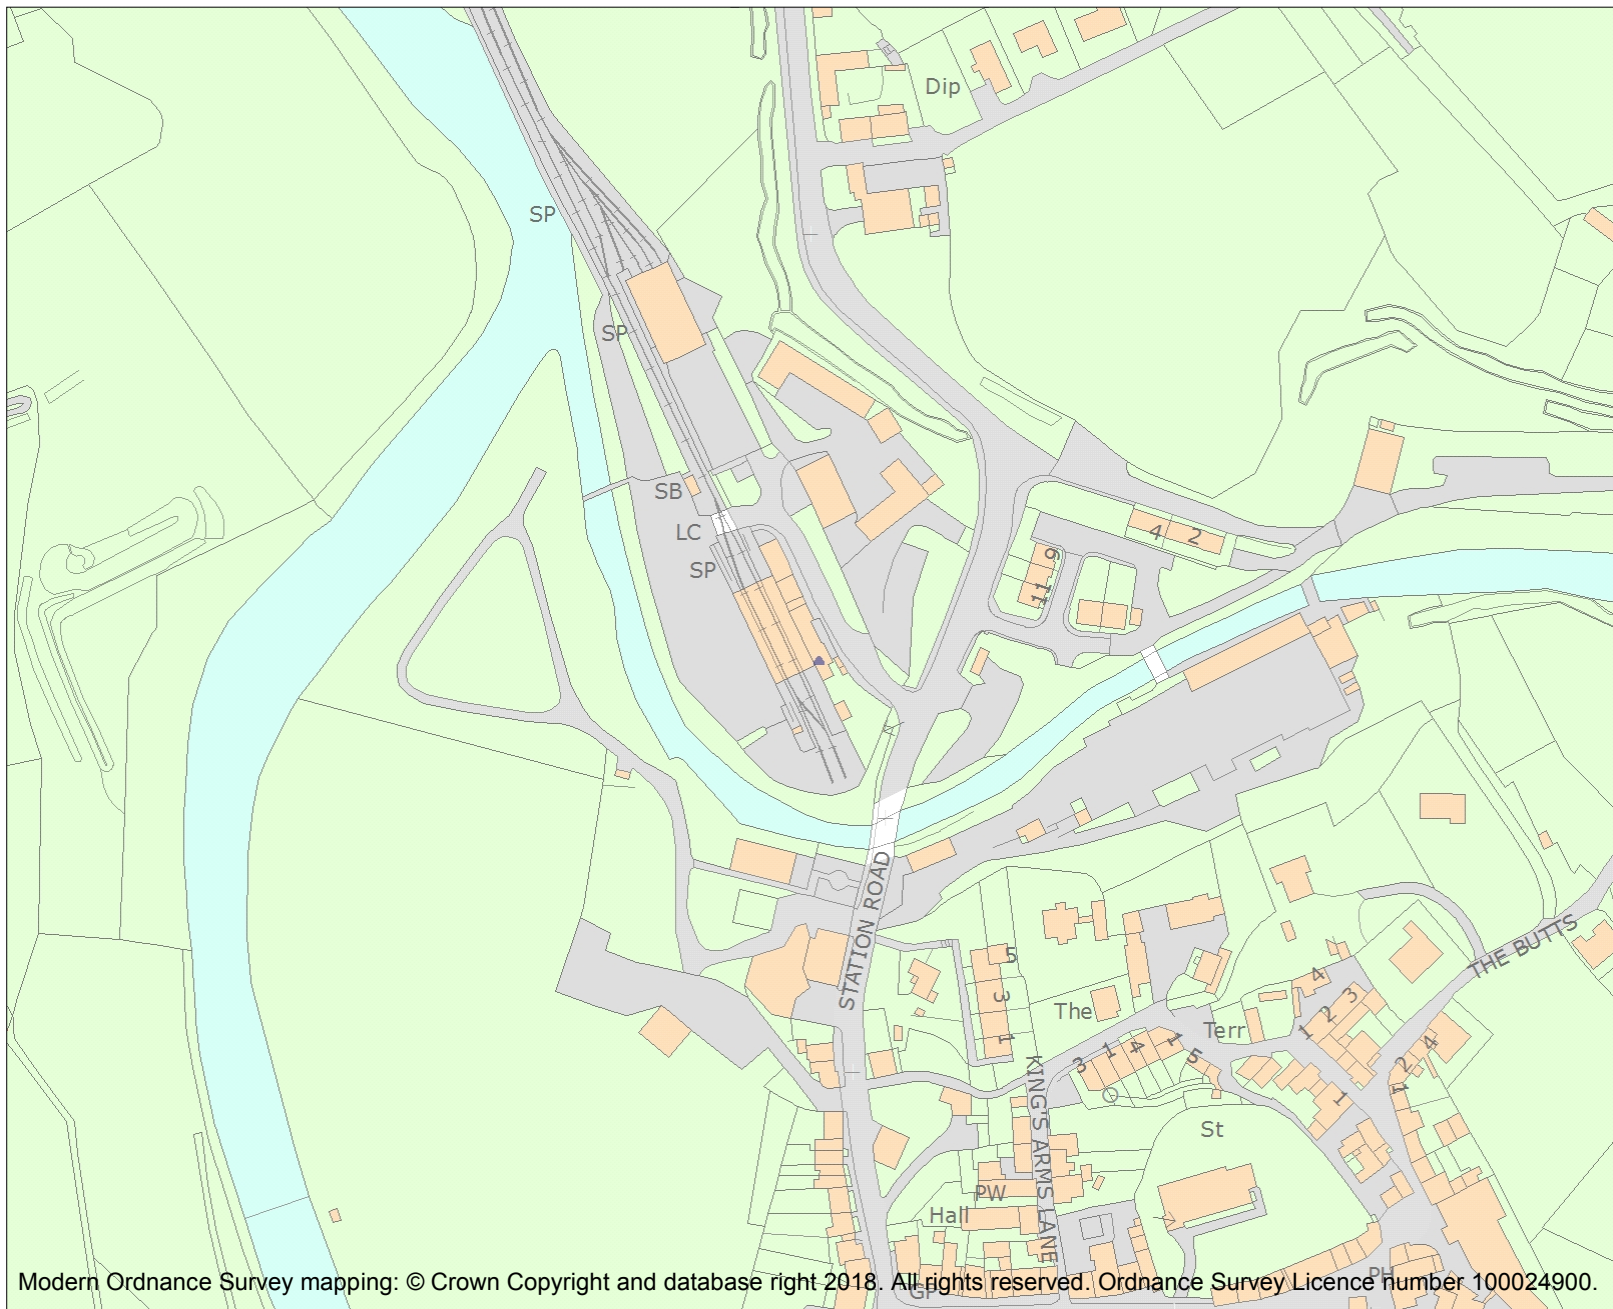 Dip
SP
SP
SB
LC
SP
4
2
9
11
STATION ROAD
THE BUTTS
5
3
1
The
Terr
4
3
2
1
3
1
4
1
5
2
4
1
1
KING'S ARMS LANE
St
PW
Hall
GP
PH
Modern Ordnance Survey mapping: © Crown Copyright and database right 2018. All rights reserved. Ordnance Survey Licence number 100024900.